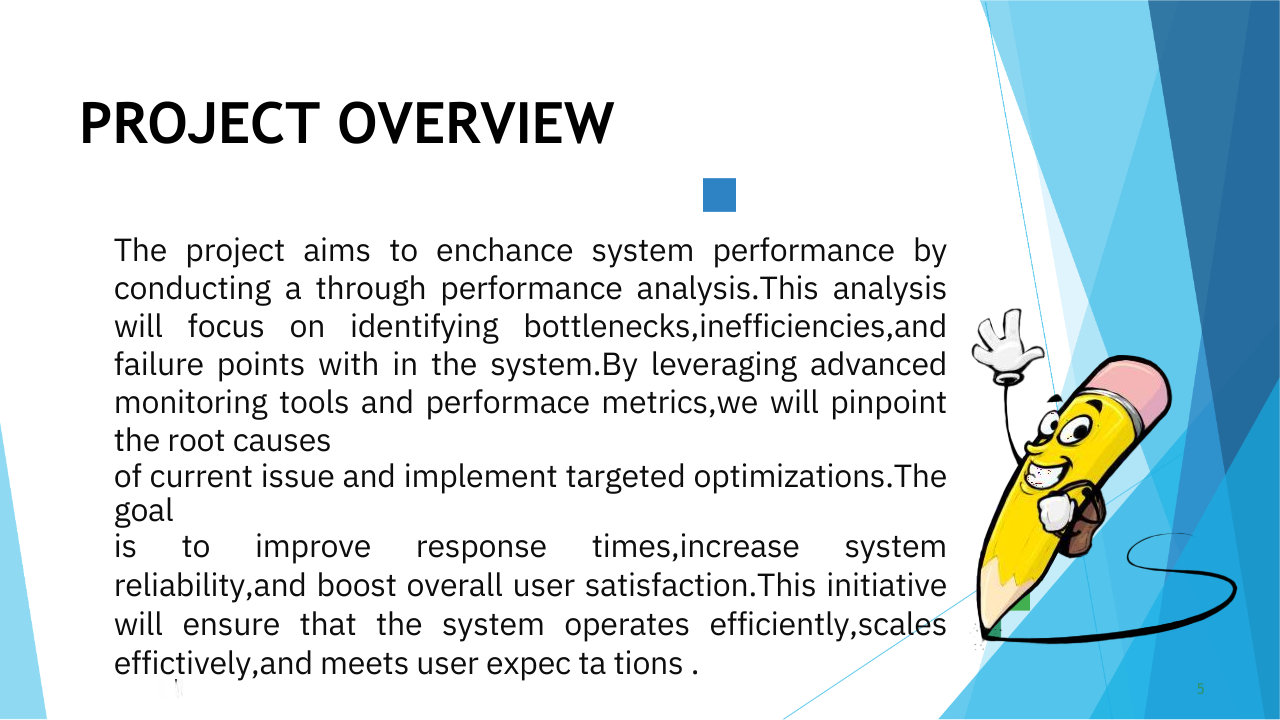 PROJECT OVERVIEW
The project aims to enchance system performance by
conducting a through performance analysis.This analysis
will focus on identifying bottlenecks,inefficiencies,and
failure points with in the system.By leveraging advanced
monitoring tools and performace metrics,we will pinpoint
the root causes
of current issue and implement targeted optimizations.The
goal
is to improve response times,increase system
reliability,and boost overall user satisfaction.This initiative
will ensure that the system operates efficiently,scales
effictively,and meets user expec ta tions .
5